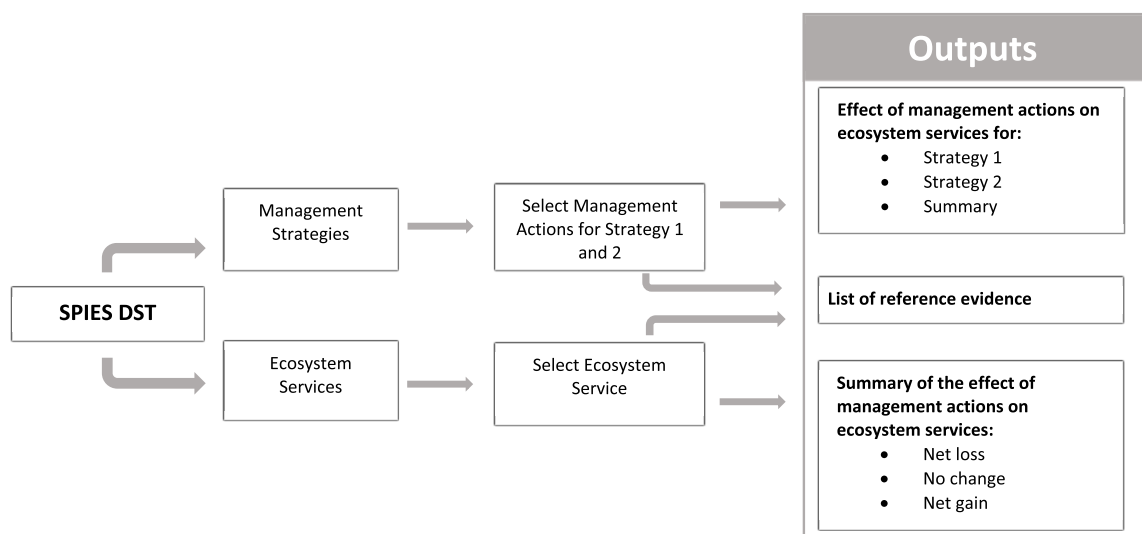 Outputs
SPIES DST
Management
Strategies
Select Management
Actions for Strategy 1
and 2
Ecosystem
Services
Select Ecosystem
Service
Effect of management actions on
ecosystem services for:
• Strategy 1
• Strategy 2
• Summary
List of reference evidence
Summary of the effect of
management actions on
ecosystem services:
• Net loss
• No change
• Net gain